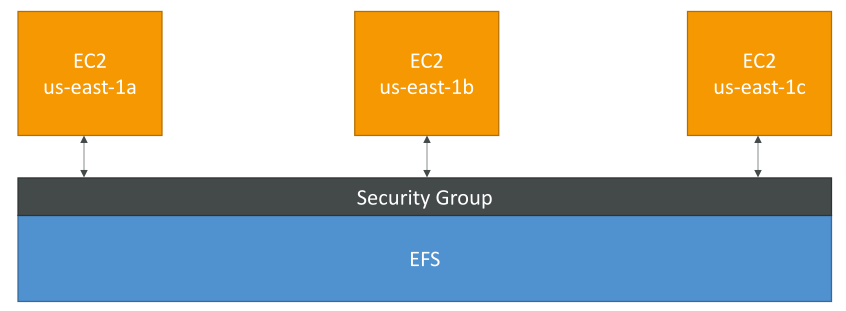 EC2
us-east-1a
EC2
us-east-1b
EC2
us-east-1c
Security Group
EFS